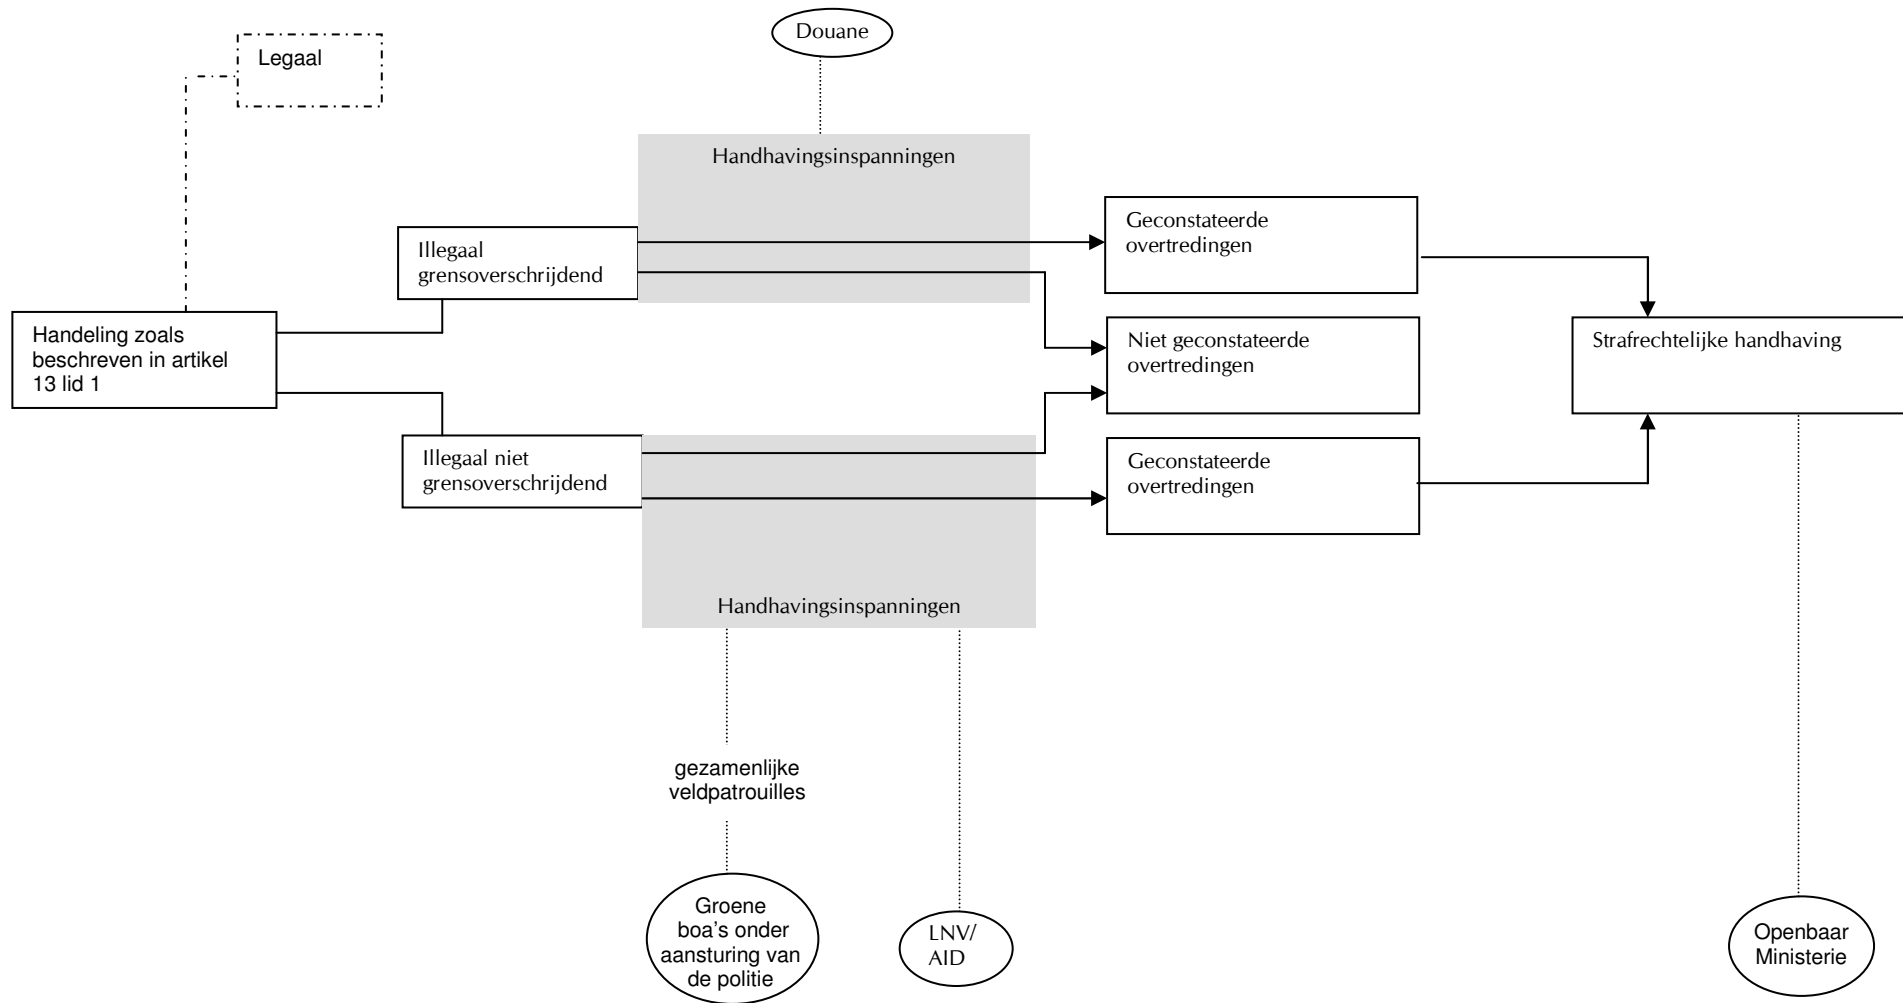 Douane
Legaal
Handhavingsinspanningen
Geconstateerde
overtredingen
Illegaal
grensoverschrijdend
Handeling zoals
beschreven in artikel
13 lid 1
Niet geconstateerde
overtredingen
Strafrechtelijke handhaving
Illegaal niet
grensoverschrijdend
Geconstateerde
overtredingen
Handhavingsinspanningen
gezamenlijke
veldpatrouilles
Groene
boa's onder
aansturing van
de politie
LNV/
AID
Openbaar
Ministerie